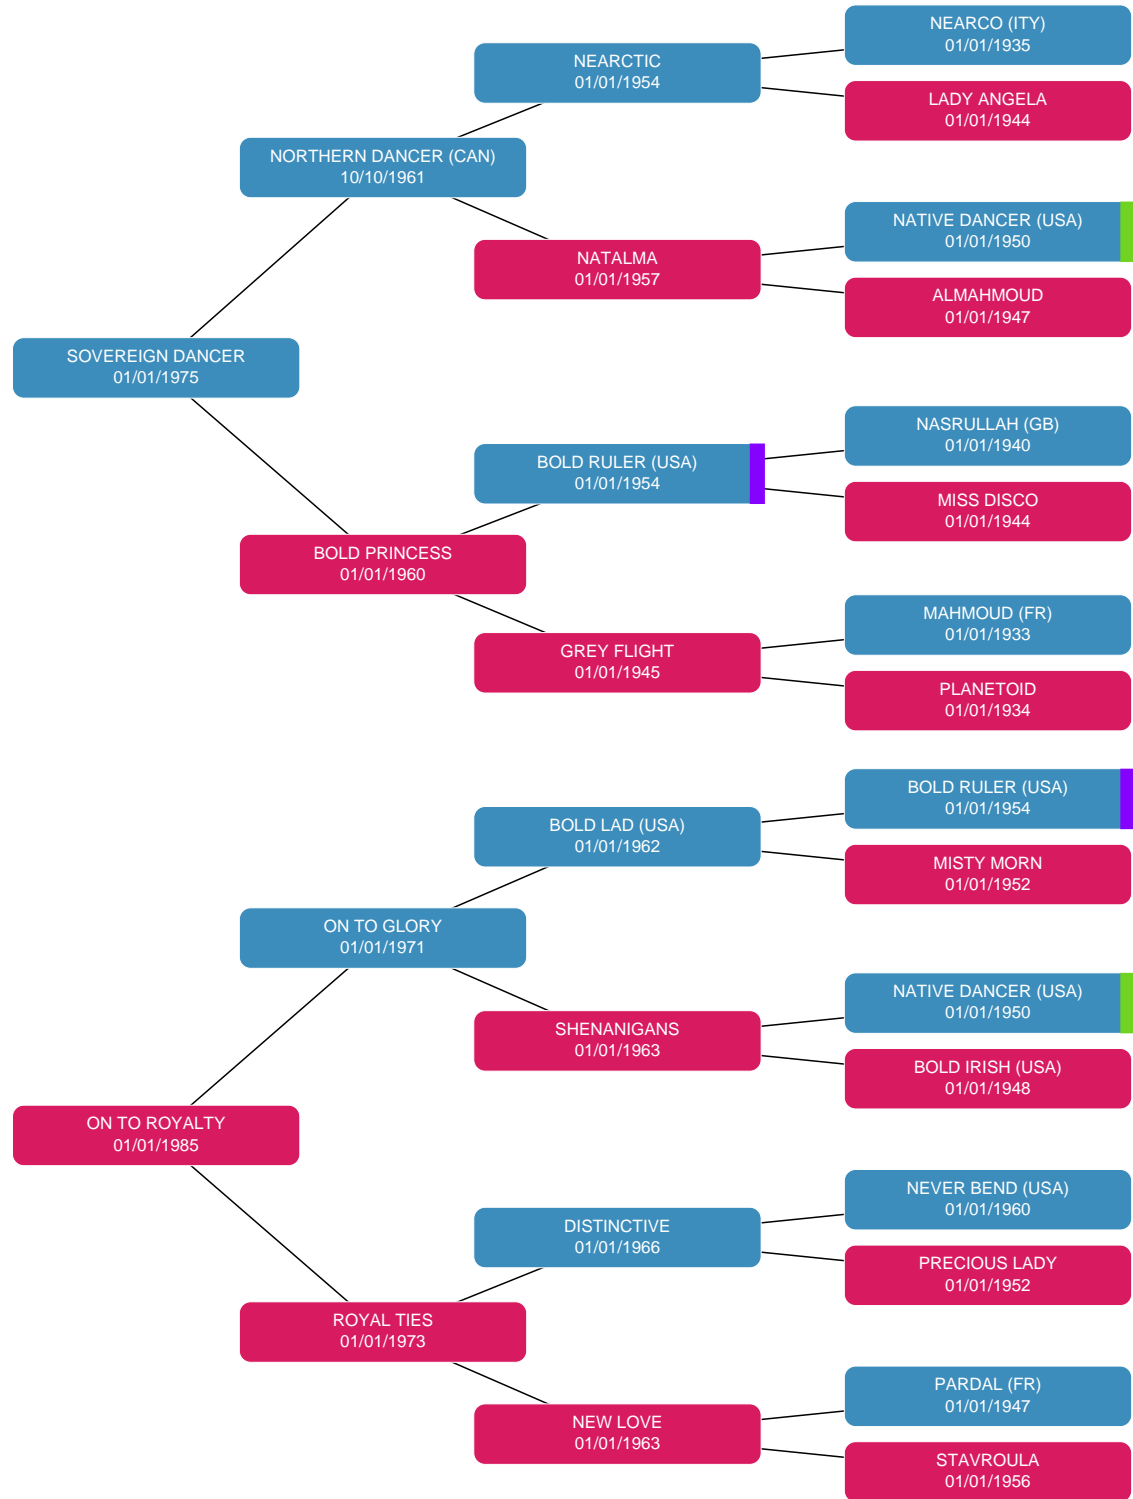 NEARCO (ITY)
01/01/1935
NEARCTIC
01/01/1954
LADY ANGELA
01/01/1944
NORTHERN DANCER (CAN)
10/10/1961
NATIVE DANCER (USA)
01/01/1950
NATALMA
01/01/1957
ALMAHMOUD
01/01/1947
SOVEREIGN DANCER
01/01/1975
NASRULLAH (GB)
01/01/1940
BOLD RULER (USA)
01/01/1954
MISS DISCO
01/01/1944
BOLD PRINCESS
01/01/1960
MAHMOUD (FR)
01/01/1933
GREY FLIGHT
01/01/1945
PLANETOID
01/01/1934
BOLD RULER (USA)
01/01/1954
BOLD LAD (USA)
01/01/1962
MISTY MORN
01/01/1952
ON TO GLORY
01/01/1971
NATIVE DANCER (USA)
01/01/1950
SHENANIGANS
01/01/1963
BOLD IRISH (USA)
01/01/1948
ON TO ROYALTY
01/01/1985
NEVER BEND (USA)
01/01/1960
DISTINCTIVE
01/01/1966
PRECIOUS LADY
01/01/1952
ROYAL TIES
01/01/1973
PARDAL (FR)
01/01/1947
NEW LOVE
01/01/1963
STAVROULA
01/01/1956